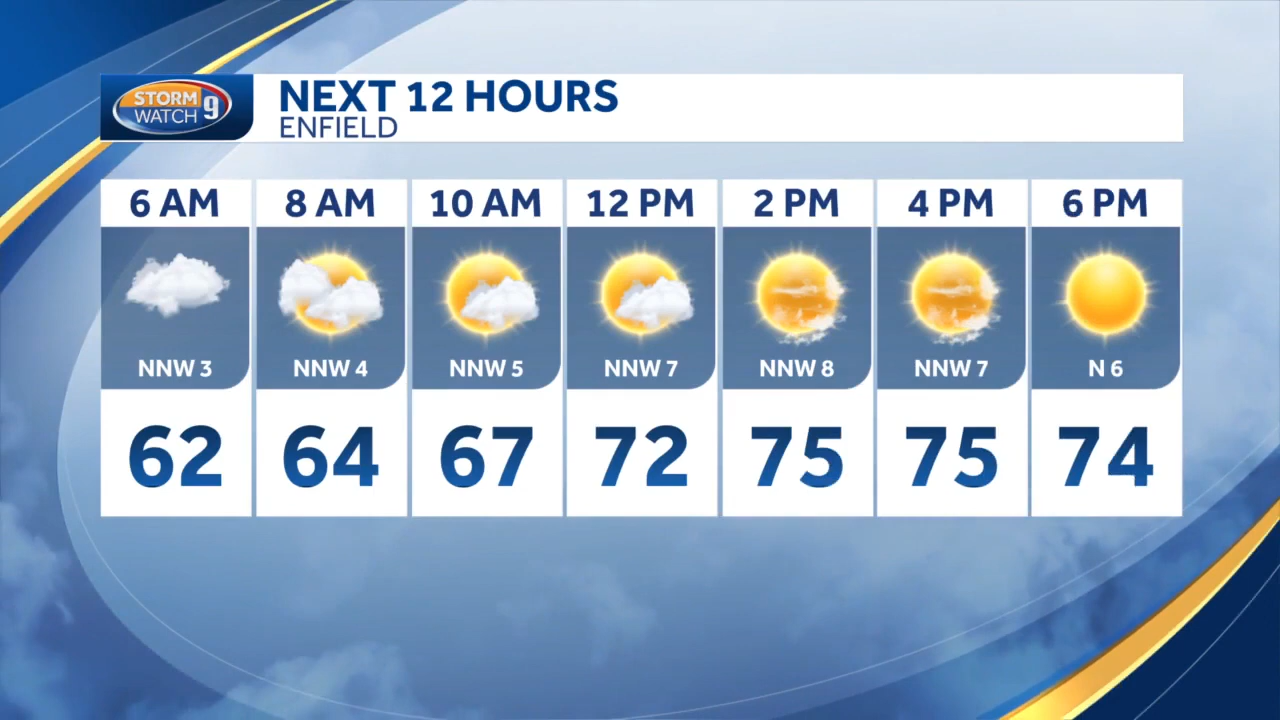 STORM
WATCH 9
NEXT 12 HOURS
ENFIELD
6 AM 8 AM 10 AM 12 PM 2 PM 4 PM 6 PM
NNW 3 NNW 4 NNW 5 NNW 7 NNW 8 NNW 7 N 6
62 64 67 72 75 75 74